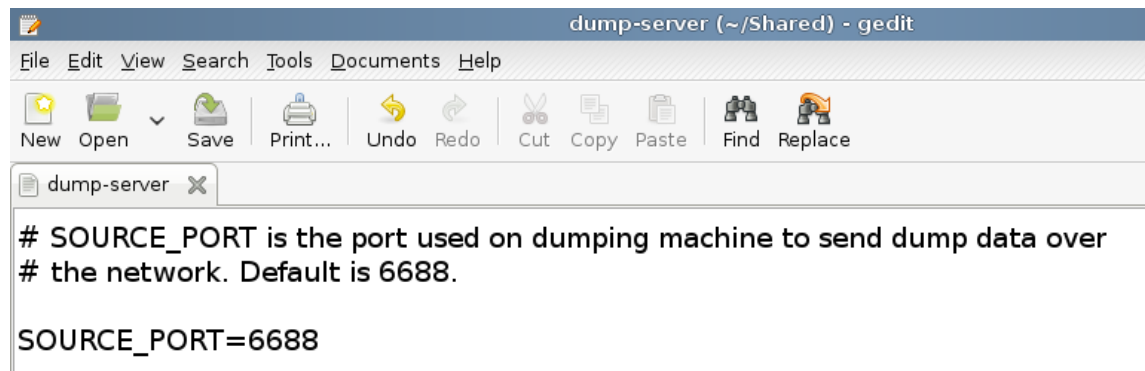 dump-server (~/Shared) - gedit
File Edit View Search Tools Documents Help
New Open Save Print... Undo Redo Cut Copy Paste Find Replace
dump-server
# SOURCE_PORT is the port used on dumping machine to send dump data over
# the network. Default is 6688.
SOURCE_PORT=6688